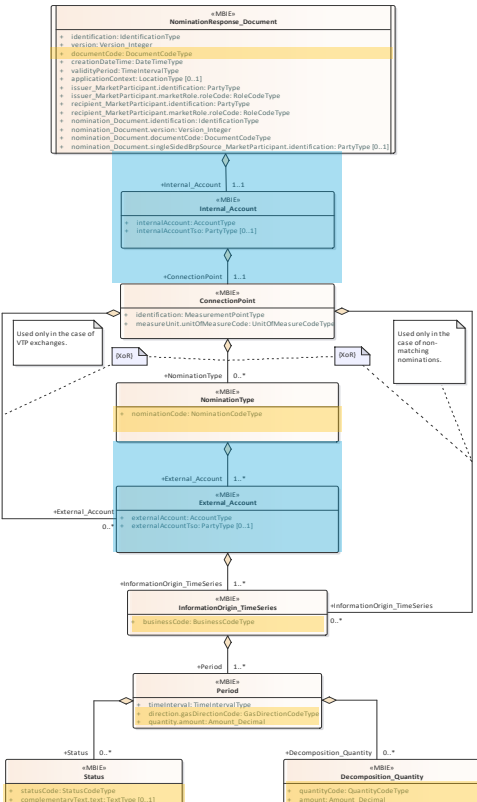 «MBIE»
NominationResponse_Document
+ identification: IdentificationType
+ version: Version_Integer
+ documentCode: DocumentCodeType
+ creationDateTime: DateTimeType
+ validityPeriod: TimeIntervalType
+ applicationContext: LocationType [0..1]
+ issuer_MarketParticipant.identification: PartyType
+ issuer_MarketParticipant.marketRole.roleCode: RoleCodeType
+ recipient_MarketParticipant.identification: PartyType
+ recipient_MarketParticipant.marketRole.roleCode: RoleCodeType
+ nomination_Document.identification: IdentificationType
+ nomination_Document.version: Version_Integer
+ nomination_Document.documentCode: DocumentCodeType
+ nomination_Document.singleSidedBrpSource_MarketParticipant.identification: PartyType [0..1]
+Internal_Account 1..1
«MBIE»
Internal_Account
+ internalAccount: AccountType
+ internalAccountTso: PartyType [0..1]
+ConnectionPoint 1..1
«MBIE»
ConnectionPoint
+ identification: MeasurementPointType
+ measureUnit.unitOfMeasureCode: UnitOfMeasureCodeType
Used only in the case of
VTP exchanges.
{XoR}
{XoR}
Used only in the
case of
non-
matching
nominations.
+NominationType 0..*
«MBIE»
NominationType
+ nominationCode: NominationCodeType
+External_Account 1..*
«MBIE»
External_Account
+ externalAccount: AccountType
+ externalAccountTso: PartyType [0..1]
+External_Account
0..*
+InformationOrigin_TimeSeries 1..*
«MBIE»
InformationOrigin_TimeSeries
+ businessCode: BusinessCodeType
+InformationOrigin_TimeSeries
0..*
+Period 1..*
«MBIE»
Period
+ timeInterval: TimeIntervalType
+ direction.gasDirectionCode: GasDirectionCodeType
+ quantity.amount: Amount_Decimal
+Status 0..*
«MBIE»
Status
+ statusCode: StatusCodeType
+ complementaryText.text: TextType [0..1]
+Decomposition_Quantity 0..*
«MBIE»
Decomposition_Quantity
+ quantityCode: QuantityCodeType
+ amount: Amount_Decimal